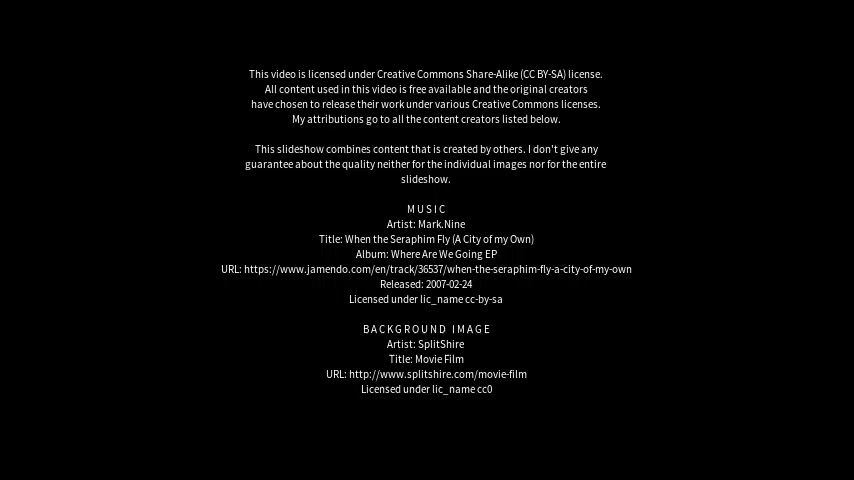 This video is licensed under Creative Commons Share-Alike (CC BY-SA) license.
All content used in this video is free available and the original creators
have chosen to release their work under various Creative Commons licenses.
My attributions go to all the content creators listed below.
This slideshow combines content that is created by others. I don't give any
guarantee about the quality neither for the individual images nor for the entire
slideshow.
M U S I C
Artist: Mark.Nine
Title: When the Seraphim Fly (A City of my Own)
Album: Where Are We Going EP
URL: https://www.jamendo.com/en/track/36537/when-the-seraphim-fly-a-city-of-my-own
Released: 2007-02-24
Licensed under lic_name cc-by-sa
B A C K G R O U N D   I M A G E
Artist: SplitShire
Title: Movie Film
URL: http://www.splitshire.com/movie-film
Licensed under lic_name cc0